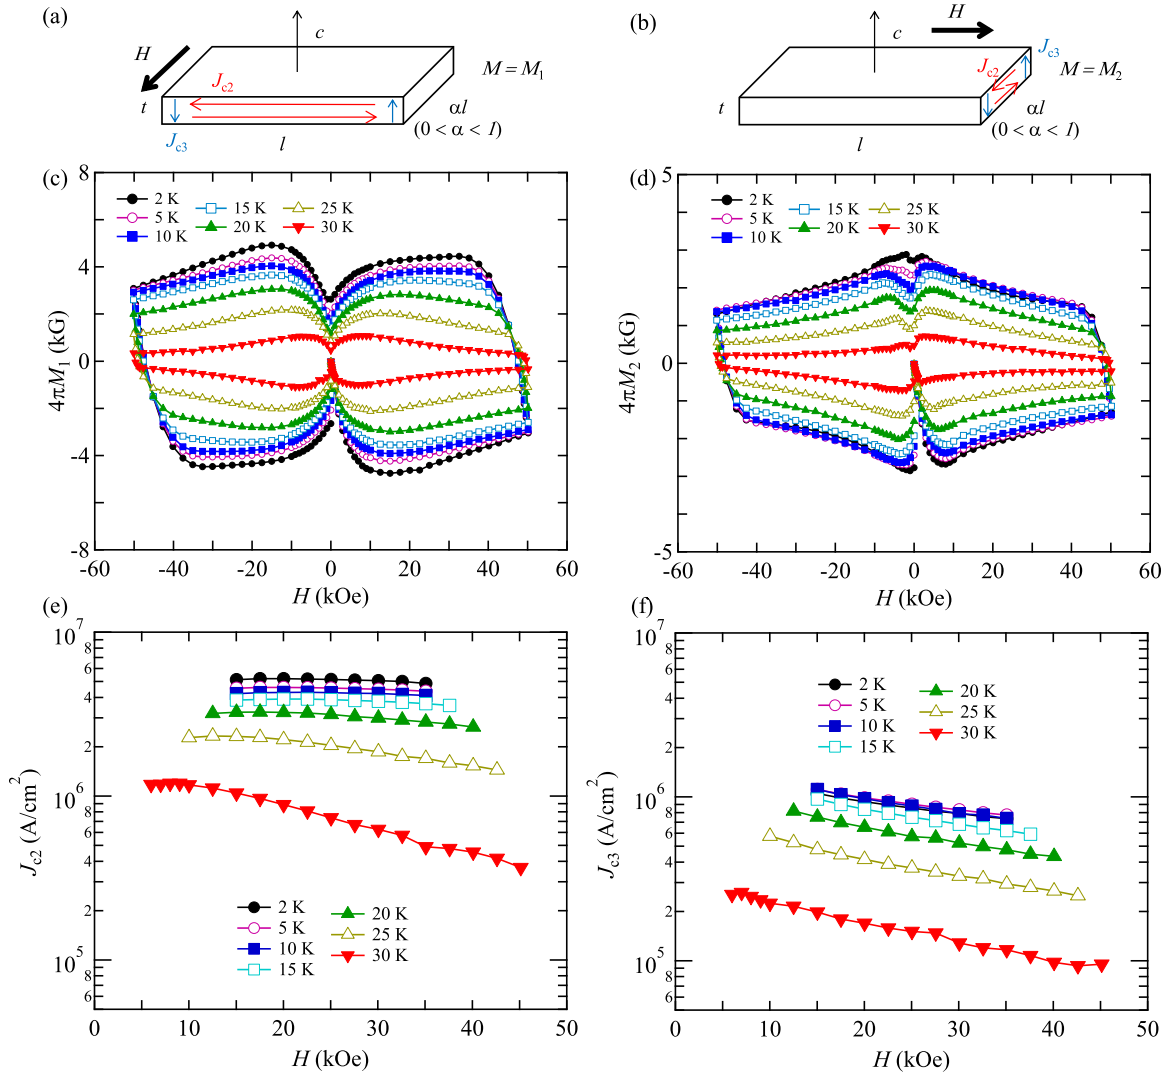 (a)
H
c
M = M1
Jc2
t
αl
(0 < α < 1)
Jc3
l
(b)
H
c
Jc3
Jc2
M = M2
t
αl
(0 < α < 1)
l
(c)
8
4
0
-4
-8
4πM1 (kG)
2 K
5 K
10 K
15 K
20 K
25 K
30 K
-60 -40 -20 0 20 40 60
H (kOe)
(d)
5
0
-5
4πM2 (kG)
2 K
5 K
10 K
15 K
20 K
25 K
30 K
-60 -40 -20 0 20 40 60
H (kOe)
(e)
10^7
8
6
4
2
10^6
8
6
4
2
10^5
8
6
Jc2 (A/cm^2)
2 K
5 K
10 K
15 K
20 K
25 K
30 K
0 10 20 30 40 50
H (kOe)
(f)
10^7
8
6
4
2
10^6
8
6
4
2
10^5
8
6
Jc3 (A/cm^2)
2 K
5 K
10 K
15 K
20 K
25 K
30 K
0 10 20 30 40 50
H (kOe)